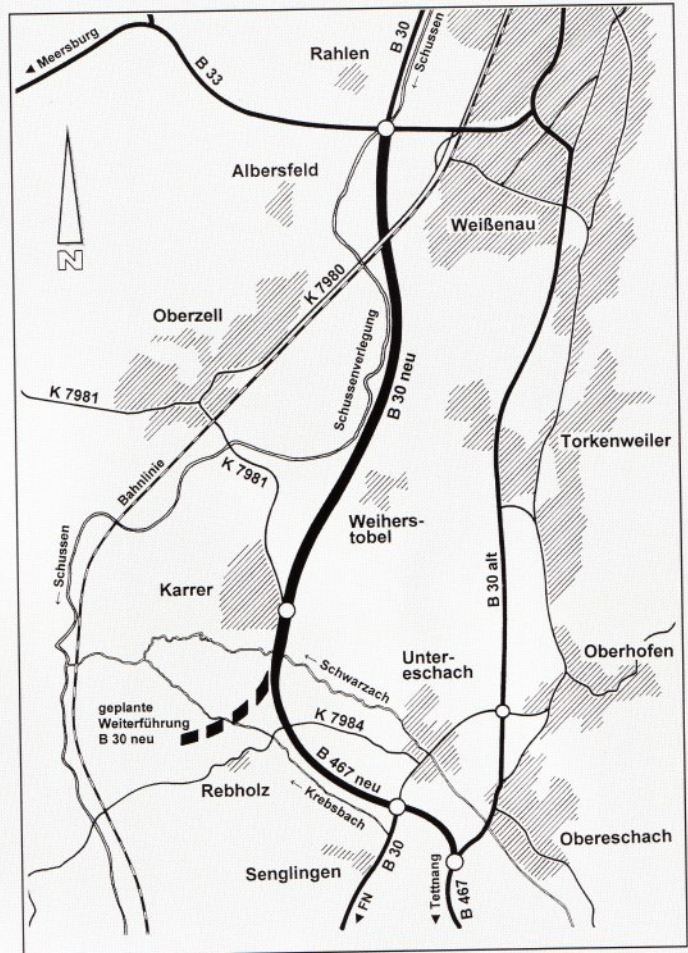 B 30
← Schussen
Rahlen
◄ Meersburg
B 33
Albersfeld
Weißenau
N
K 7980
Oberzell
Schussenverlegung
B 30 neu
K 7981
Torkenweiler
K 7981
Bahnlinie
Weihers-
tobel
← Schussen
B 30 alt
Karrer
Unter-
eschach
Oberhofen
← Schwarzach
geplante
Weiterführung
B 30 neu
K 7984
B 467 neu
Rebholz
← Krebsbach
Obereschach
Senglingen
B 30
◄ FN
◄ Tettnang
B 467